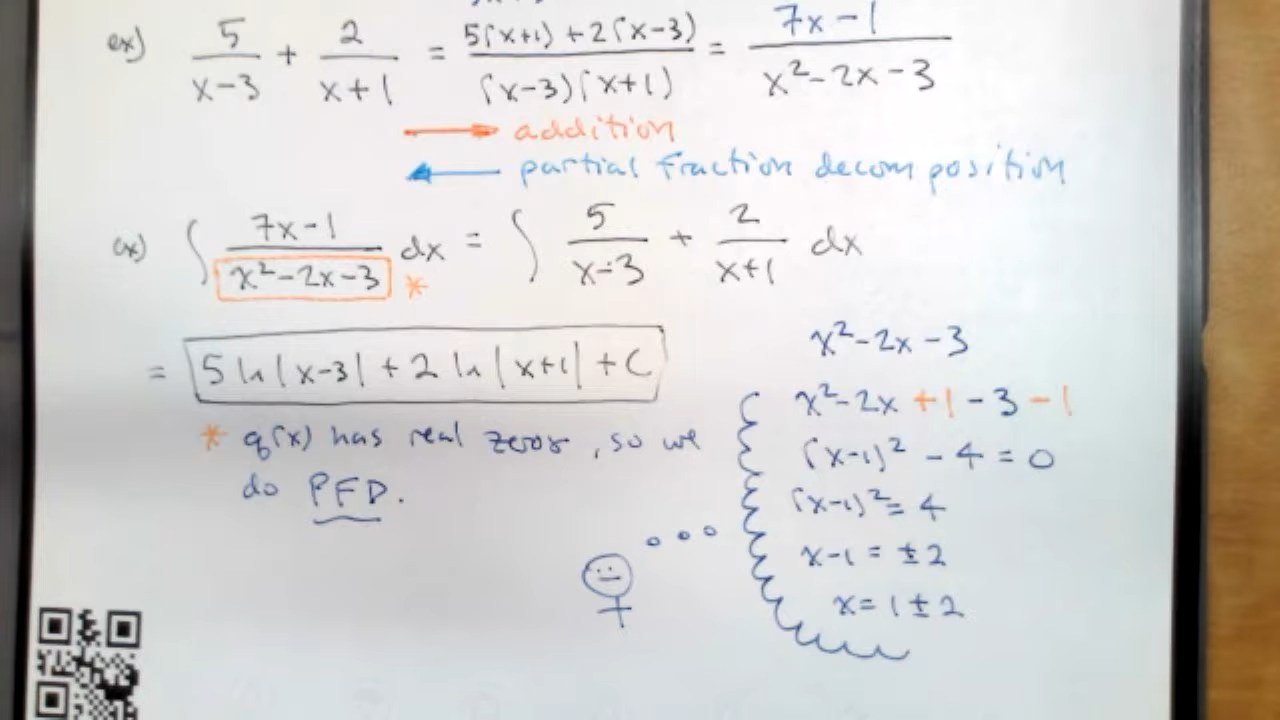 ex) 5/(x-3) + 2/(x+1) = (5(x+1) + 2(x-3))/((x-3)(x+1)) = (7x-1)/(x²-2x-3)
→ addition
← partial fraction decomposition
ex) ∫ (7x-1)/(x²-2x-3) dx = ∫ 5/(x-3) + 2/(x+1) dx
*
= 5 ln|x-3| + 2 ln|x+1| + C
* q(x) has real zeros, so we
do PFD.
x²-2x-3
x²-2x+1-3-1
(x-1)²-4=0
(x-1)²=4
x-1=±2
x=1±2